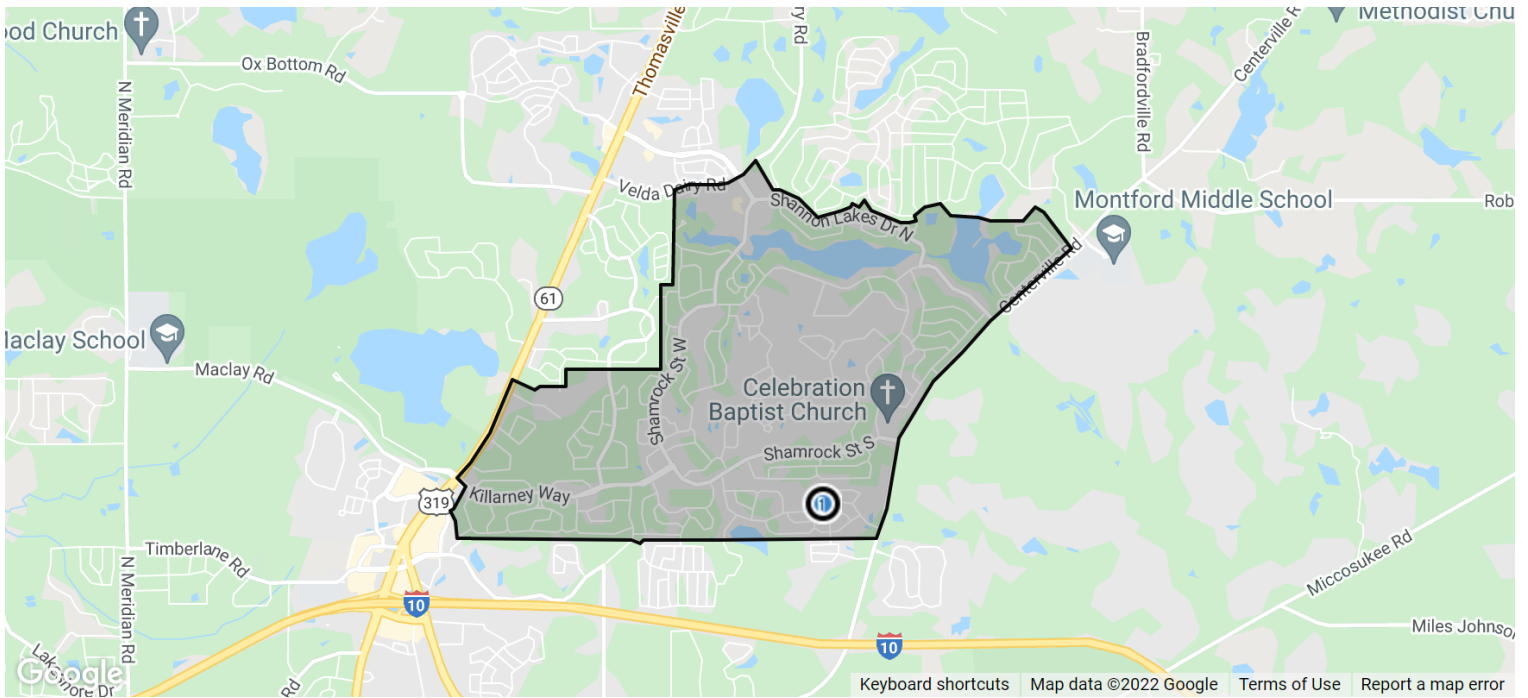 ood Church
Ox Bottom Rd
N Meridian Rd
Thomasville
ry Rd
Bradfordville Rd
Centerville R
Methodist Chu
Velda Dairy Rd
Shannon Lakes Dr N
Montford Middle School
Rob
Centerville Rd
61
Maclay School
Maclay Rd
Shamrock St W
Celebration
Baptist Church
Shamrock St S
Killarney Way
319
1
Timberlane Rd
N Meridian Rd
10
Miccosukee Rd
10
Miles Johnson
Lakeshore Dr
Rd
Google
Keyboard shortcuts
Map data ©2022 Google
Terms of Use
Report a map error